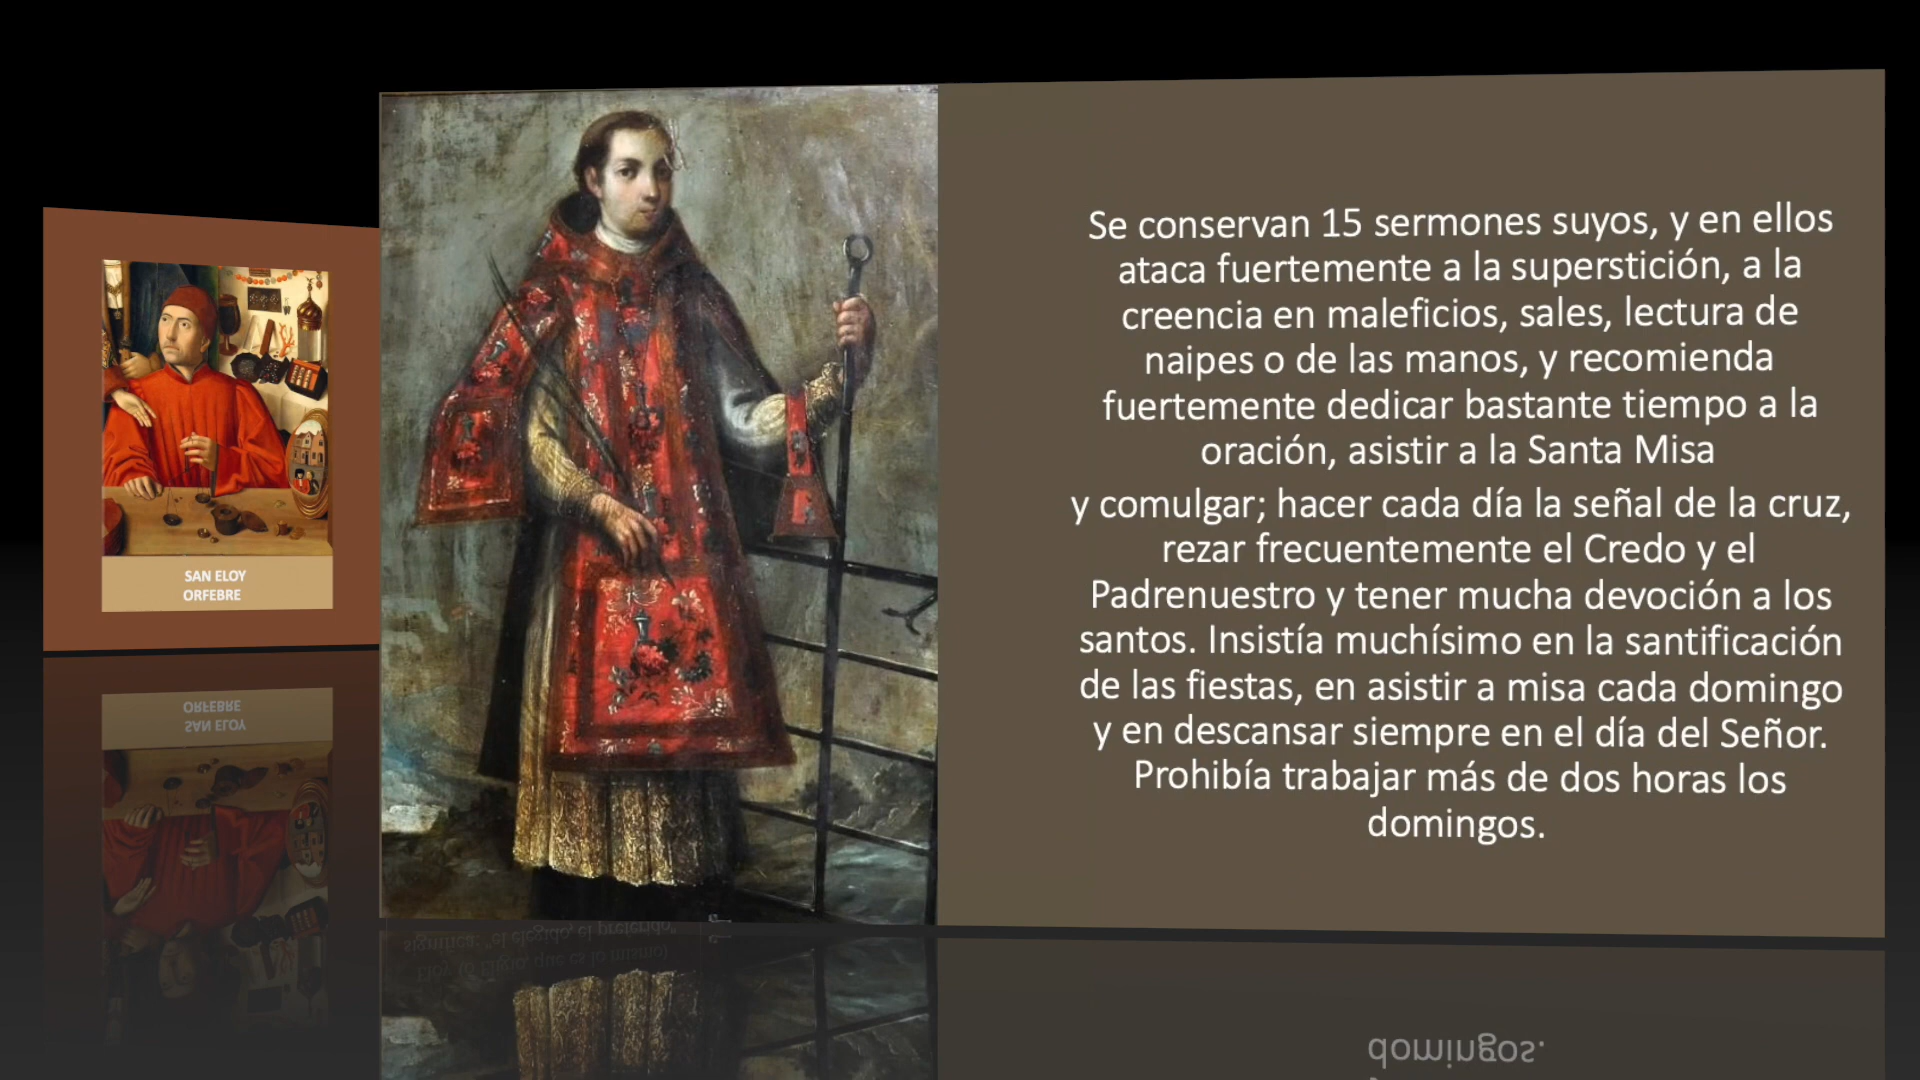 SAN ELOY
ORFEBRE
Se conservan 15 sermones suyos, y en ellos
ataca fuertemente a la superstición, a la
creencia en maleficios, sales, lectura de
naipes o de las manos, y recomienda
fuertemente dedicar bastante tiempo a la
oración, asistir a la Santa Misa
y comulgar; hacer cada día la señal de la cruz,
rezar frecuentemente el Credo y el
Padrenuestro y tener mucha devoción a los
santos. Insistía muchísimo en la santificación
de las fiestas, en asistir a misa cada domingo
y en descansar siempre en el día del Señor.
Prohibía trabajar más de dos horas los
domingos.